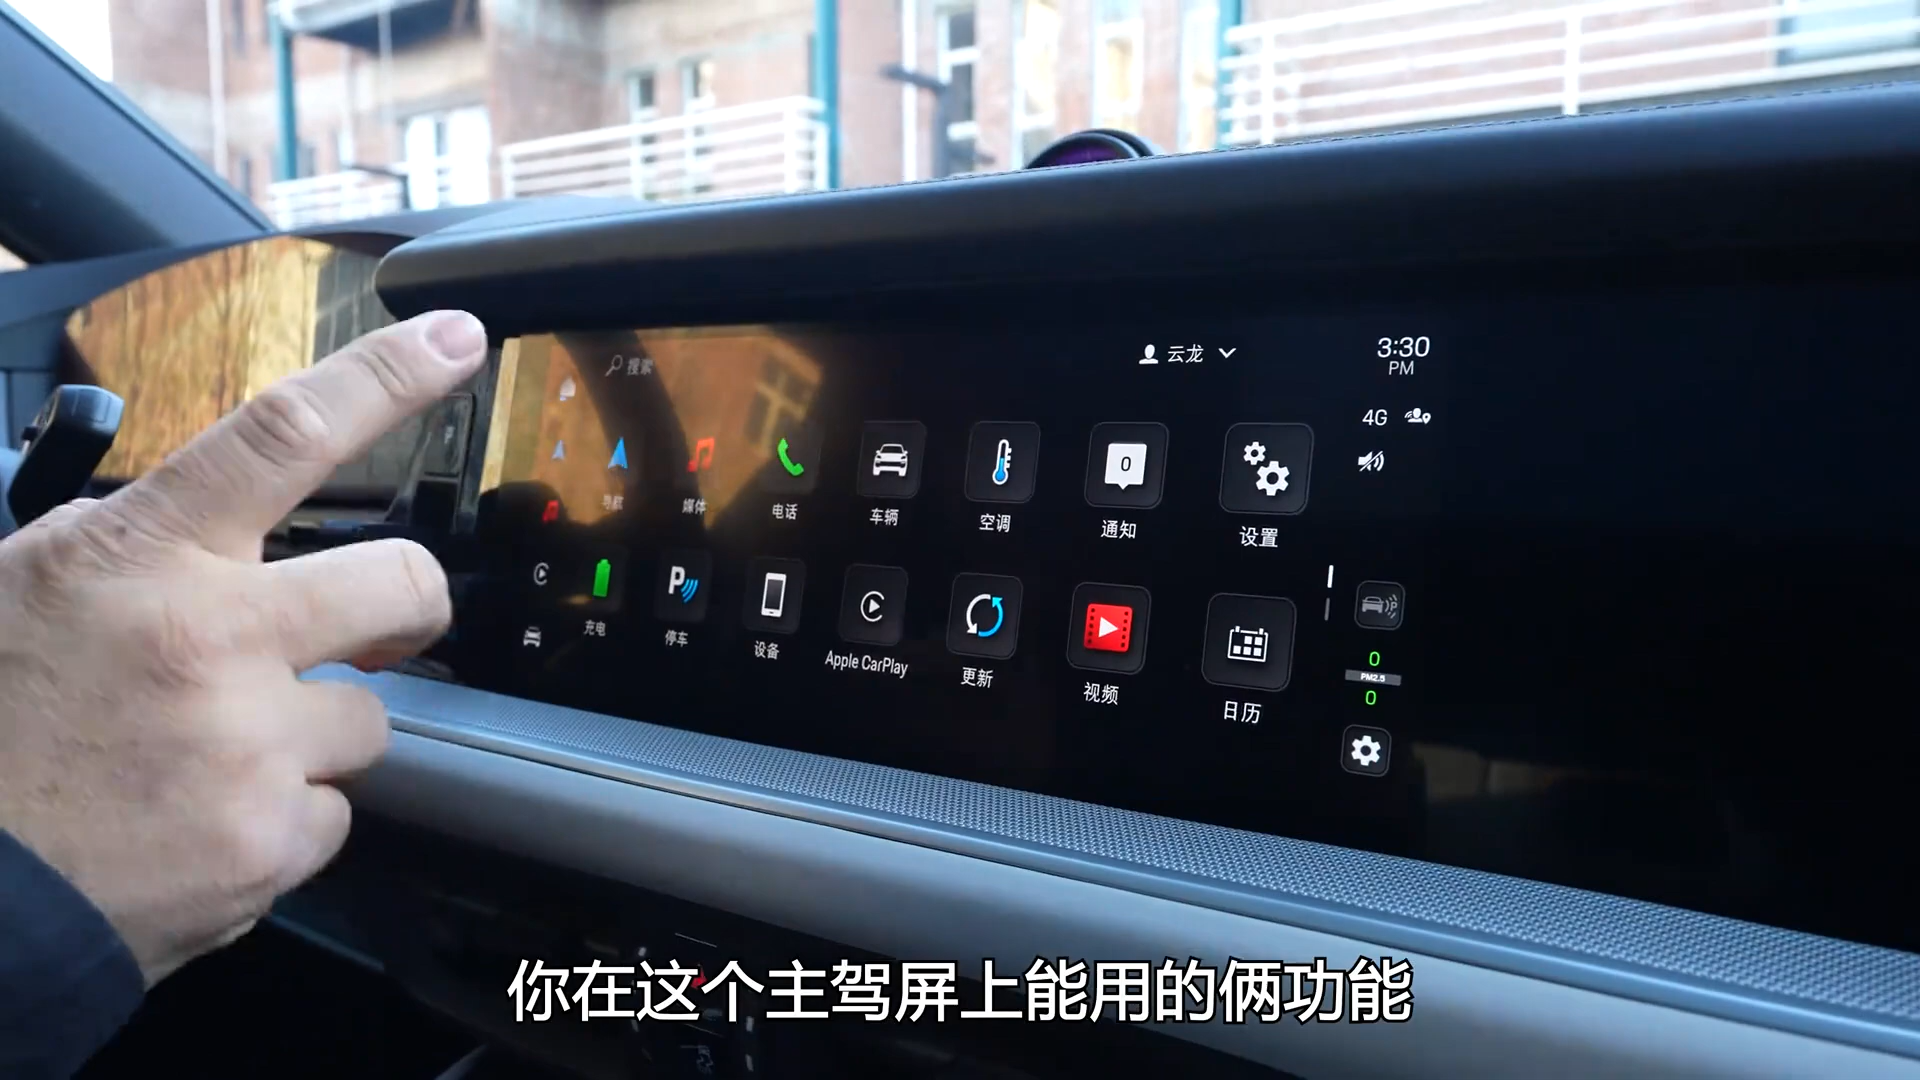 搜索
云龙
3:30
PM
4G
0
导航
媒体
电话
车辆
空调
通知
设置
P
充电
停车
设备
Apple CarPlay
更新
视频
日历
P
0
PM2.5
0
你在这个主驾屏上能用的俩功能